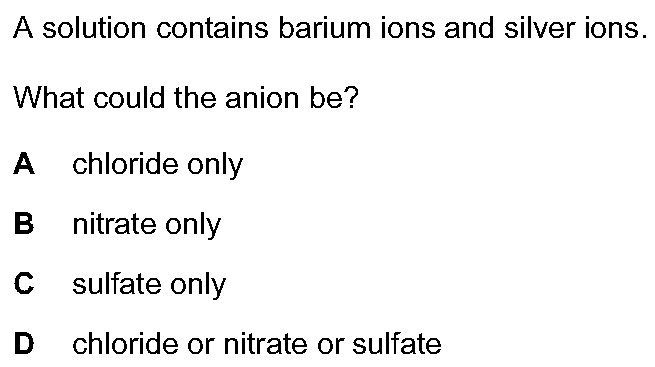 A solution contains barium ions and silver ions.
What could the anion be?
A chloride only
B nitrate only
C sulfate only
D chloride or nitrate or sulfate